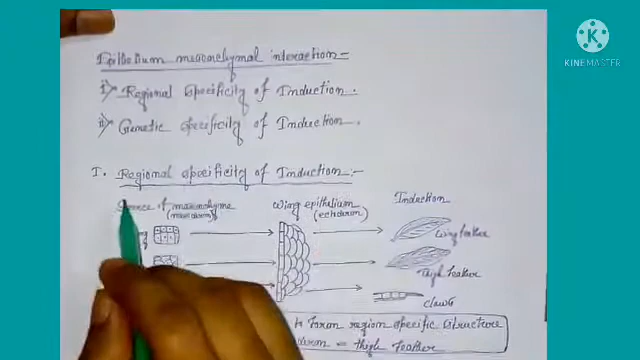 Epithelium mesenchymal interaction:-
i) Regional Specificity of Induction.
ii) Genetic specificity of Induction.
I. Regional specificity of Induction:-
of mesenchyme
(mesoderm)
Wing epithelium
(ectoderm)
Induction
Wing feather
Thigh feather
claws
to form region specific structure
= thigh feather
KINEMASTER